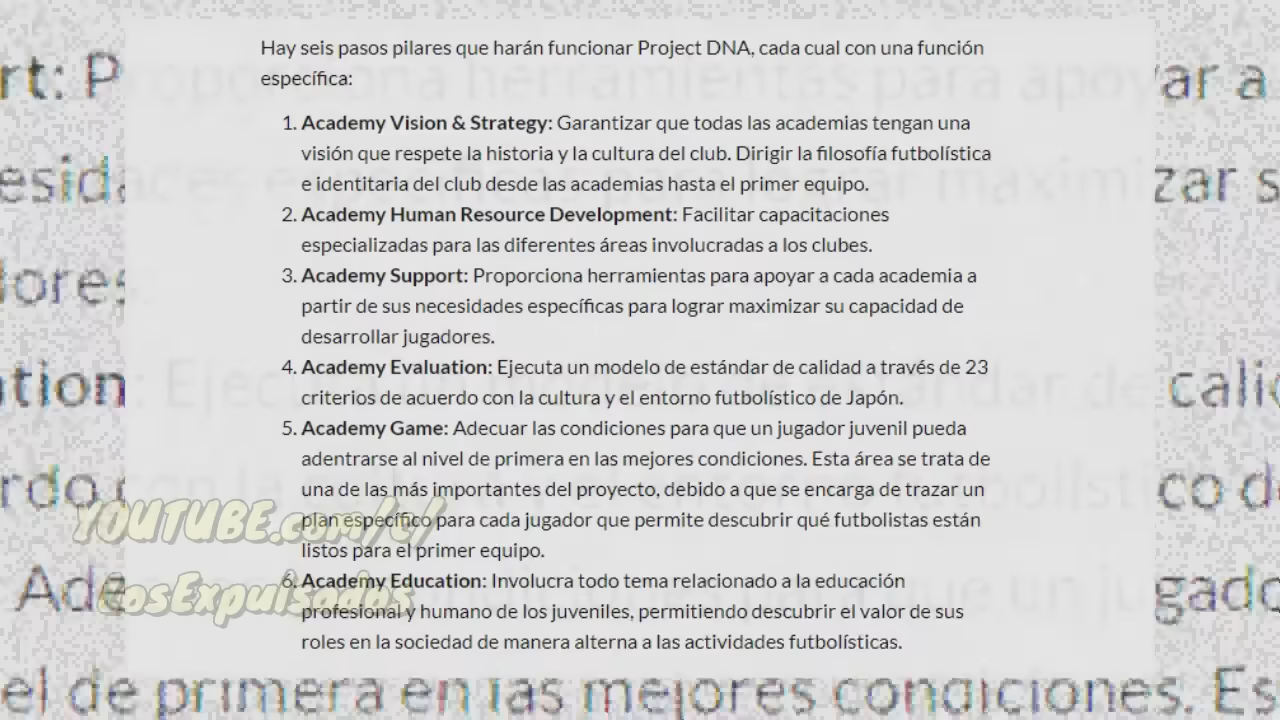 Hay seis pasos pilares que harán funcionar Project DNA, cada cual con una función
específica:
1. Academy Vision & Strategy: Garantizar que todas las academias tengan una
visión que respete la historia y la cultura del club. Dirigir la filosofía futbolística
e identitaria del club desde las academias hasta el primer equipo.
2. Academy Human Resource Development: Facilitar capacitaciones
especializadas para las diferentes áreas involucradas a los clubes.
3. Academy Support: Proporciona herramientas para apoyar a cada academia a
partir de sus necesidades específicas para lograr maximizar su capacidad de
desarrollar jugadores.
4. Academy Evaluation: Ejecuta un modelo de estándar de calidad a través de 23
criterios de acuerdo con la cultura y el entorno futbolístico de Japón.
5. Academy Game: Adecuar las condiciones para que un jugador juvenil pueda
adentrarse al nivel de primera en las mejores condiciones. Esta área se trata de
una de las más importantes del proyecto, debido a que se encarga de trazar un
plan específico para cada jugador que permite descubrir qué futbolistas están
listos para el primer equipo.
6. Academy Education: Involucra todo tema relacionado a la educación
profesional y humano de los juveniles, permitiendo descubrir el valor de sus
roles en la sociedad de manera alterna a las actividades futbolísticas.
YOUTUBE.com/c/
LosExpulsados
el de primera en las mejores condiciones. Es